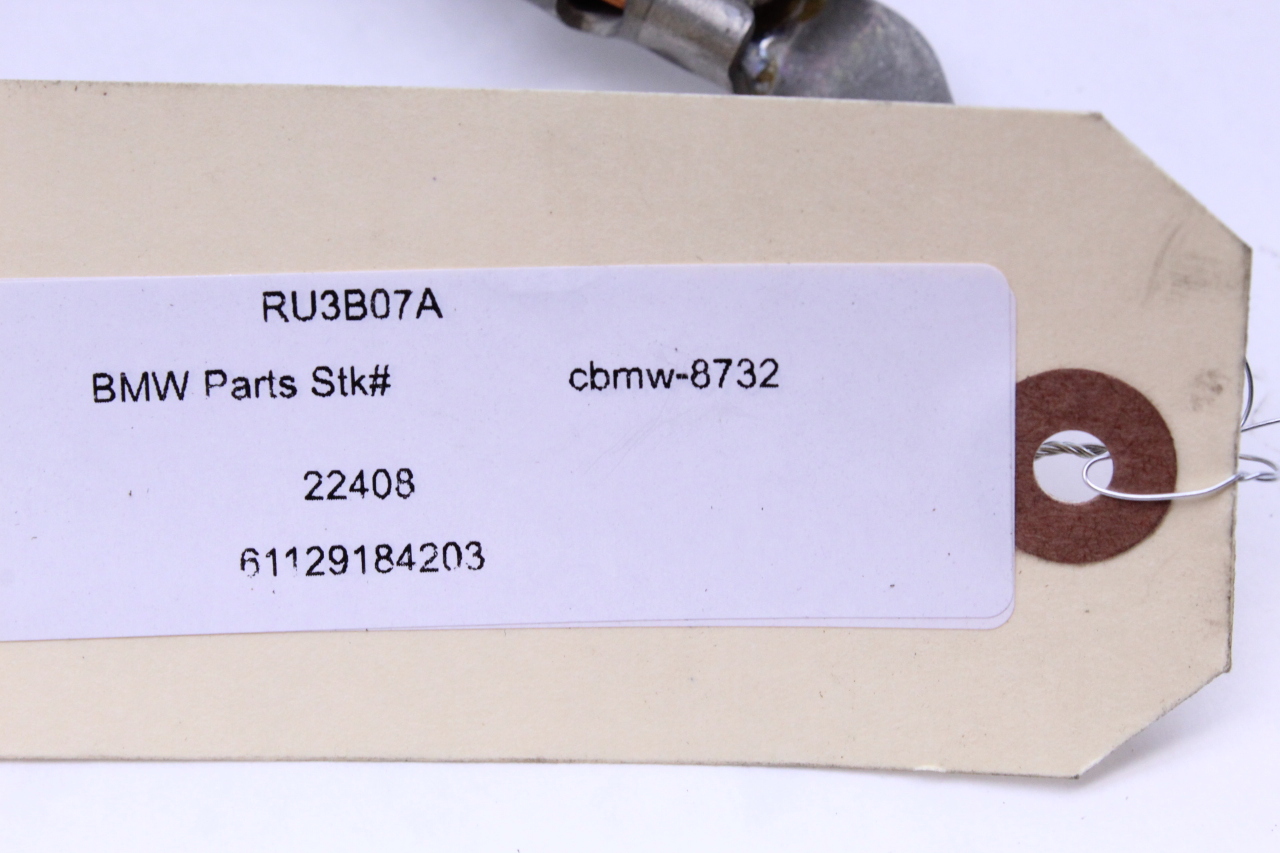 RU3B07A
BMW Parts Stk# cbmw-8732
22408
61129184203